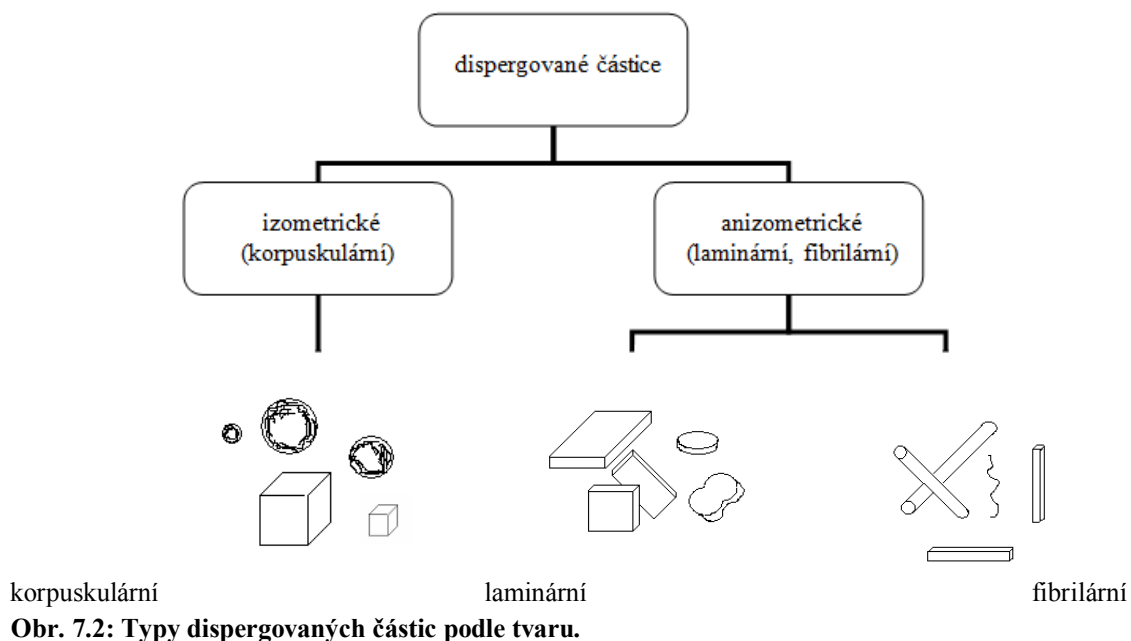 dispergované částice
izometrické
(korpuskulární)
anizometrické
(laminární, fibrilární)
korpuskulární laminární fibrilární
Obr. 7.2: Typy dispergovaných částic podle tvaru.